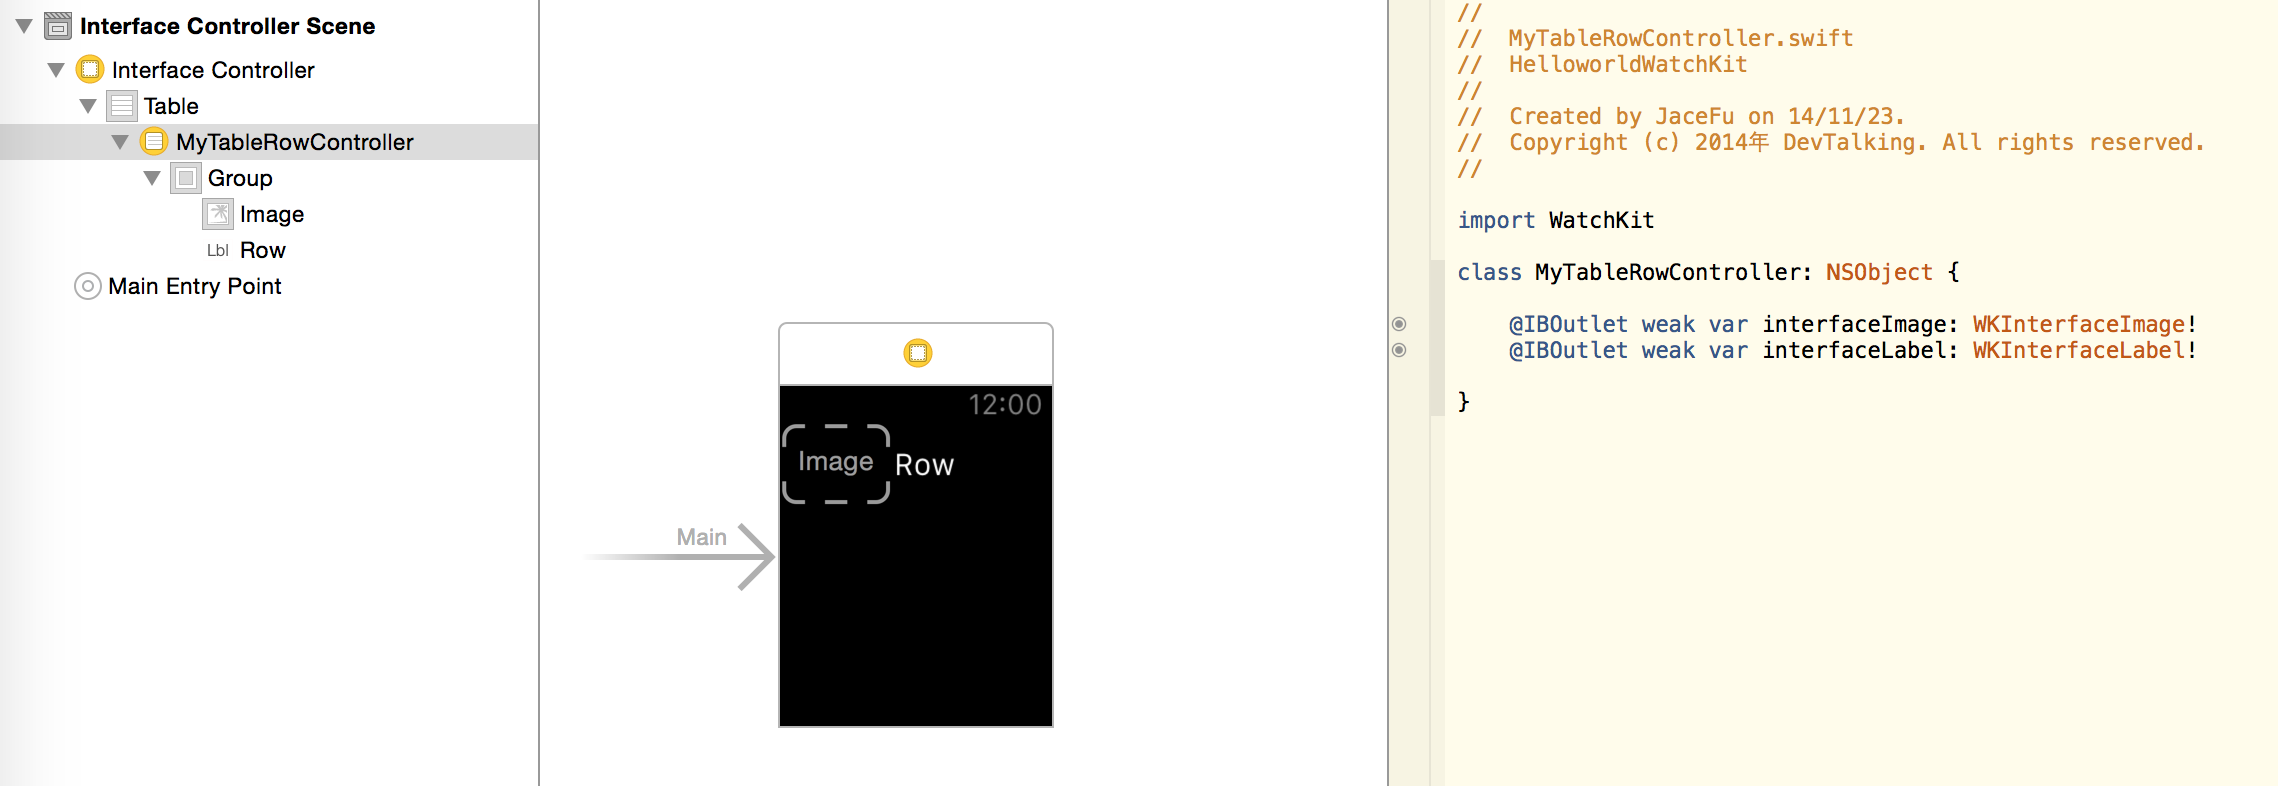 Interface Controller Scene
Interface Controller
Table
MyTableRowController
Group
Image
Lbl Row
Main Entry Point
Main
12:00
Image Row
//
//  MyTableRowController.swift
//  HelloworldWatchKit
//
//  Created by JaceFu on 14/11/23.
//  Copyright (c) 2014年 DevTalking. All rights reserved.
//
import WatchKit
class MyTableRowController: NSObject {
    @IBOutlet weak var interfaceImage: WKInterfaceImage!
    @IBOutlet weak var interfaceLabel: WKInterfaceLabel!
}